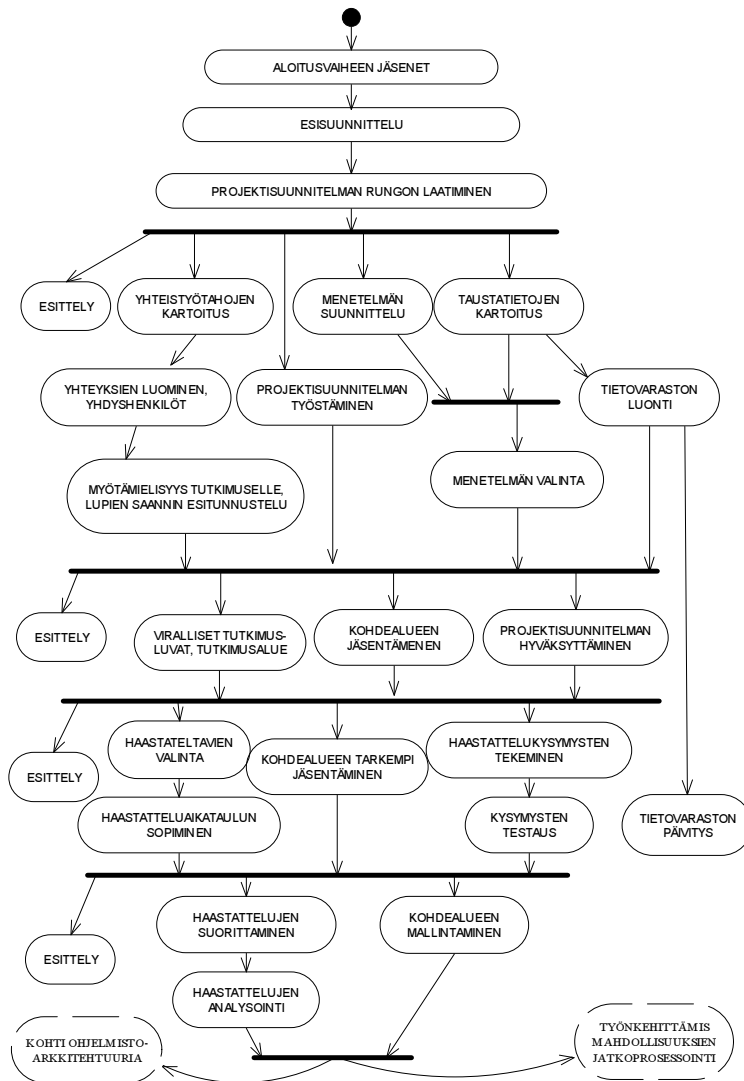 ALOITUSVAIHEEN JÄSENET
ESISUUNNITTELU
PROJEKTISUUNNITELMAN RUNGON LAATIMINEN
ESITTELY
YHTEISTYÖTAHOJEN
KARTOITUS
MENETELMÄN
SUUNNITTELU
TAUSTATIETOJEN
KARTOITUS
YHTEYKSIEN LUOMINEN,
YHDYSHENKILÖT
PROJEKTISUUNNITELMAN
TYÖSTÄMINEN
TIETOVARASTON
LUONTI
MYÖTÄMIELISYYS TUTKIMUSELLE,
LUPIEN SAANNIN ESITUNNUSTELU
MENETELMÄN VALINTA
ESITTELY
VIRALLISET TUTKIMUS-
LUVAT, TUTKIMUSALUE
KOHDEALUEEN
JÄSENTÄMENEN
PROJEKTISUUNNITELMAN
HYVÄKSYTTÄMINEN
ESITTELY
HAASTATELTAVIEN
VALINTA
KOHDEALUEEN TARKEMPI
JÄSENTÄMINEN
HAASTATTELUKYSYMYSTEN
TEKEMINEN
HAASTATTELUAIKATAULUN
SOPIMINEN
KYSYMYSTEN
TESTAUS
TIETOVARASTON
PÄIVITYS
ESITTELY
HAASTATTELUJEN
SUORITTAMINEN
KOHDEALUEEN
MALLINTAMINEN
HAASTATTELUJEN
ANALYSOINTI
KOHTI OHJELMISTO-
ARKKITEHTUURIA
TYÖNKEHITTÄMIS
MAHDOLLISUUKSIEN
JATKOPROSESSOINTI